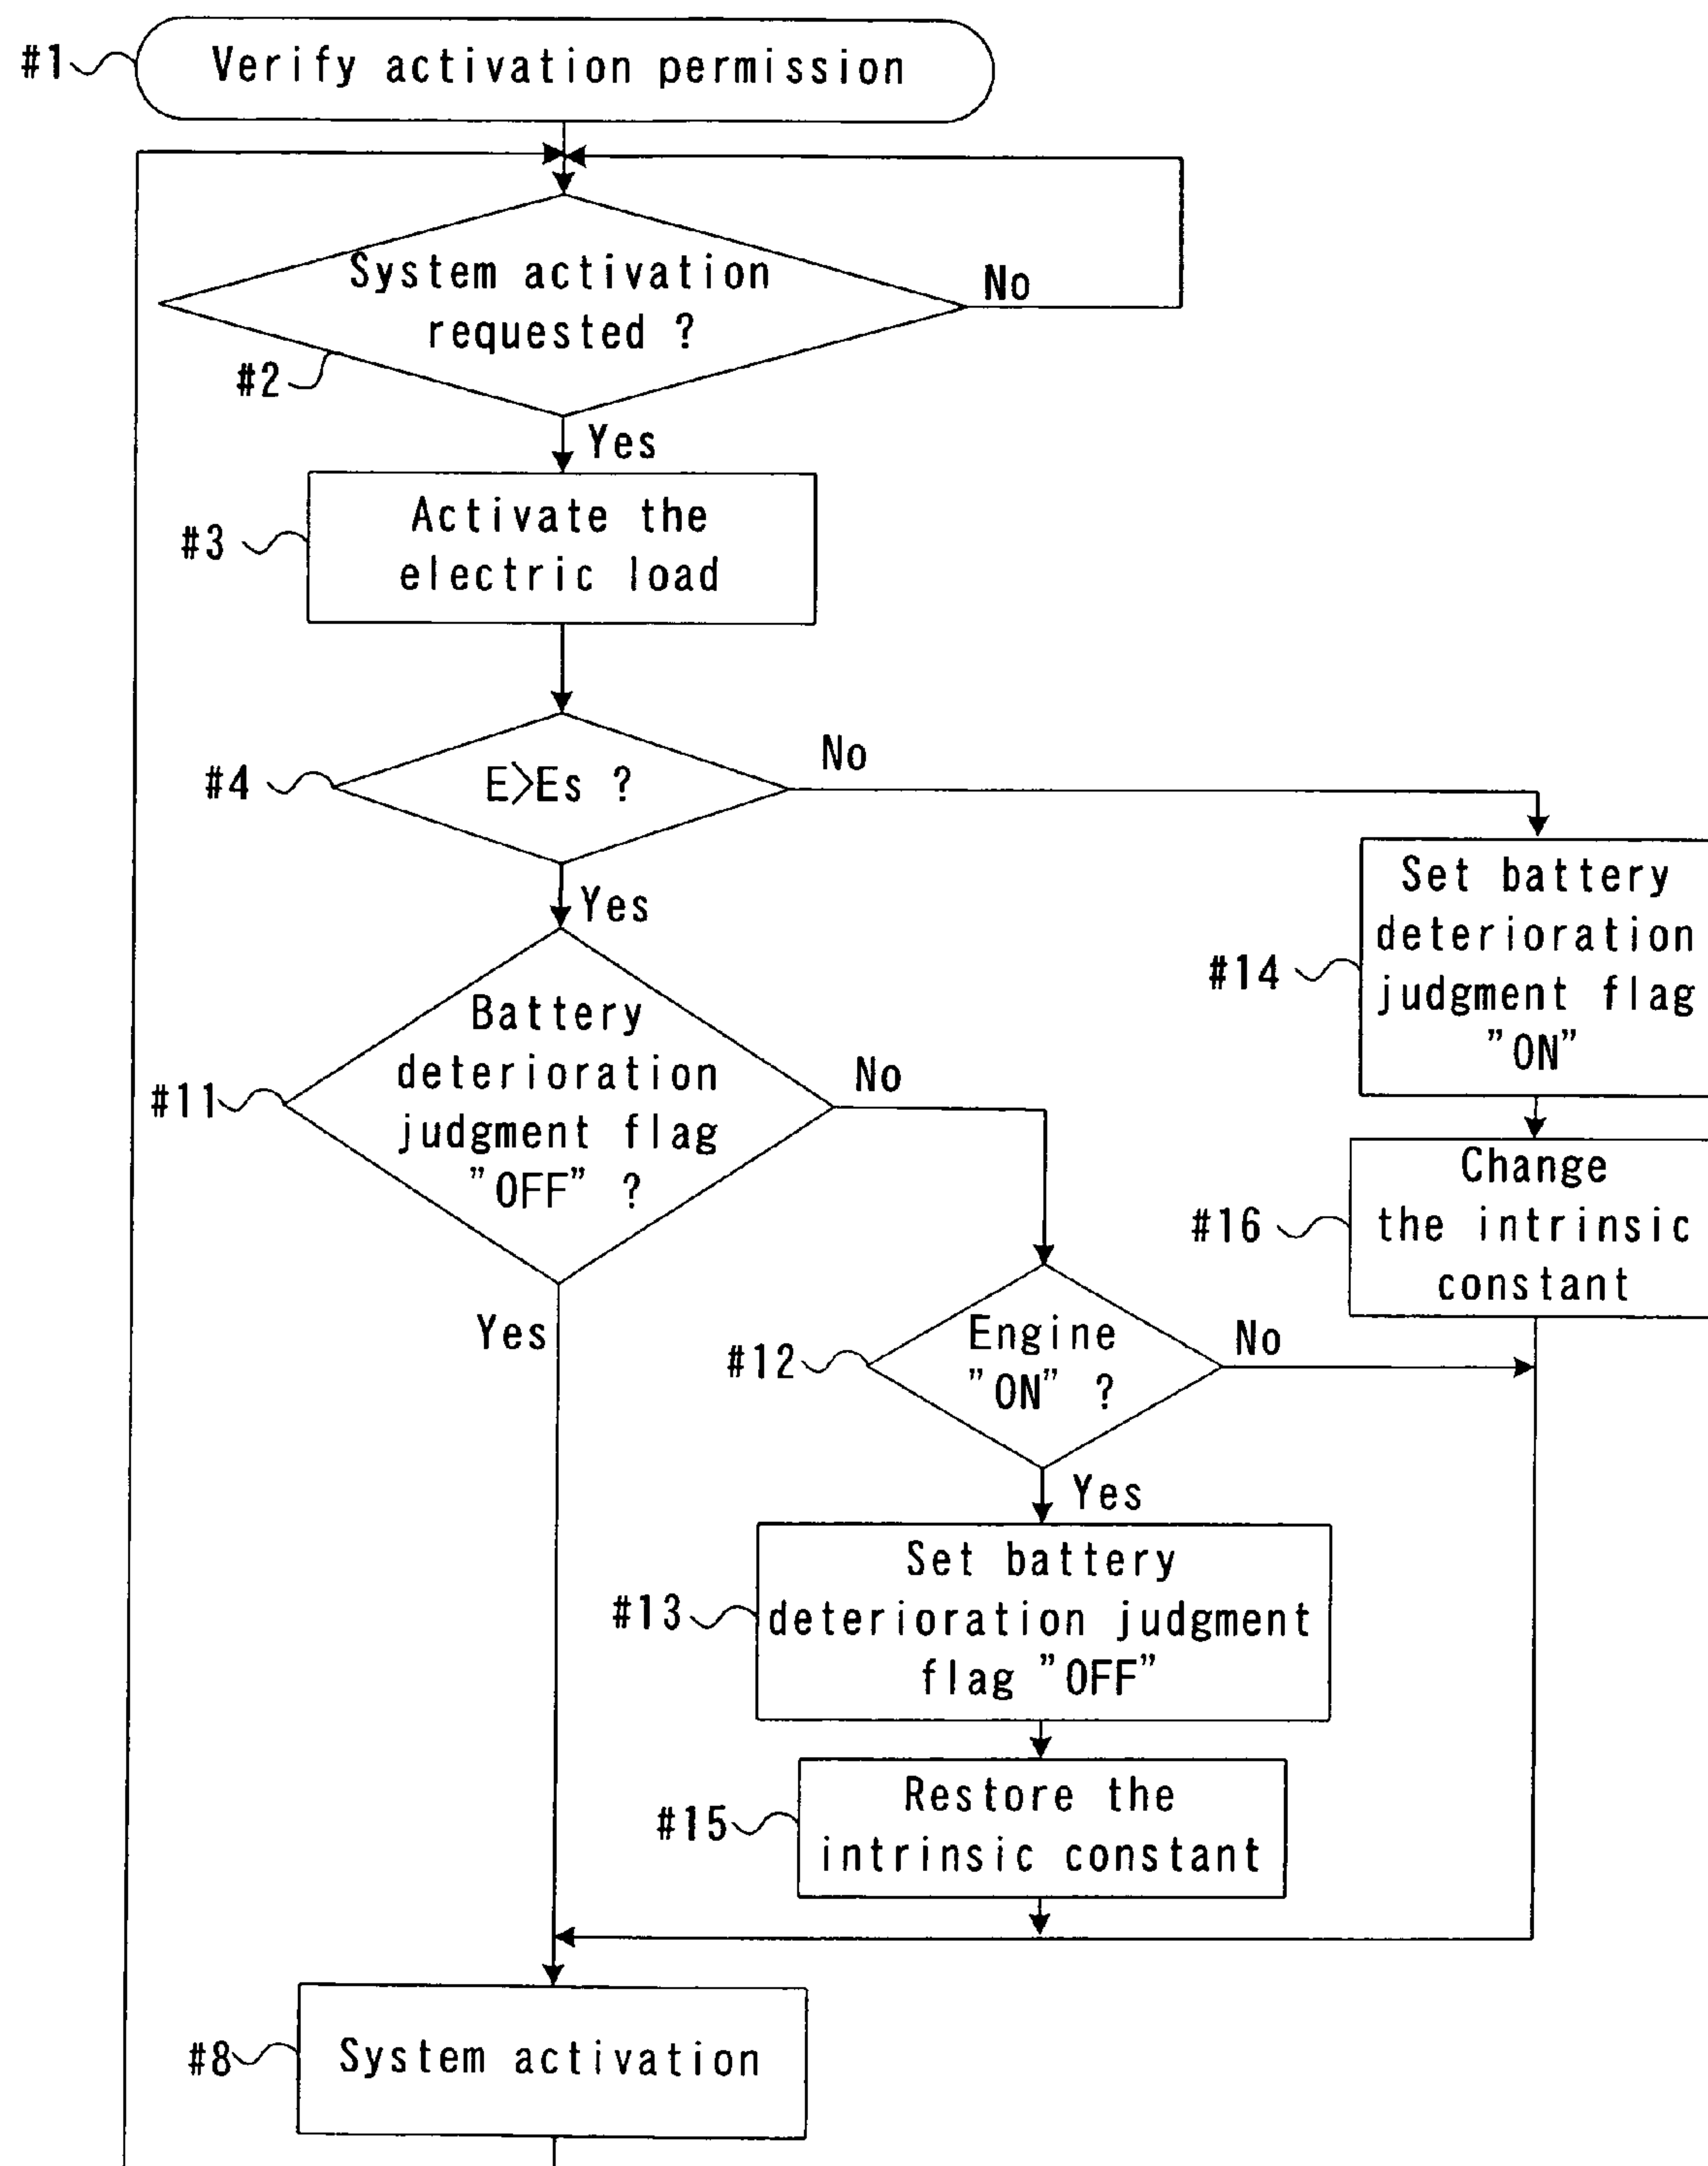 #1
Verify activation permission
System activation
requested ?
No
#2
Yes
Activate the
electric load
#3
E>Es ?
No
#4
Yes
Set battery
deterioration
judgment flag
"ON"
#14
Battery
deterioration
judgment flag
"OFF" ?
No
#11
Change
the intrinsic
constant
#16
Yes
Engine
"ON" ?
No
#12
Yes
Set battery
deterioration judgment
flag "OFF"
#13
Restore the
intrinsic constant
#15
System activation
#8